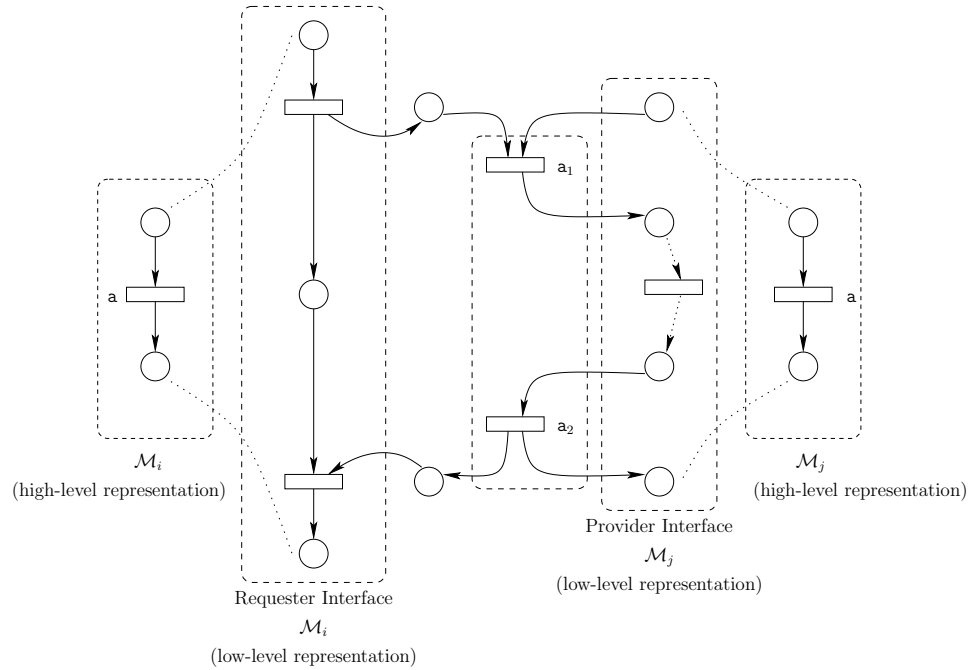 a₁
a
a
a₂
ℳᵢ
(high-level representation)
ℳⱼ
(high-level representation)
Provider Interface
ℳⱼ
(low-level representation)
Requester Interface
ℳᵢ
(low-level representation)